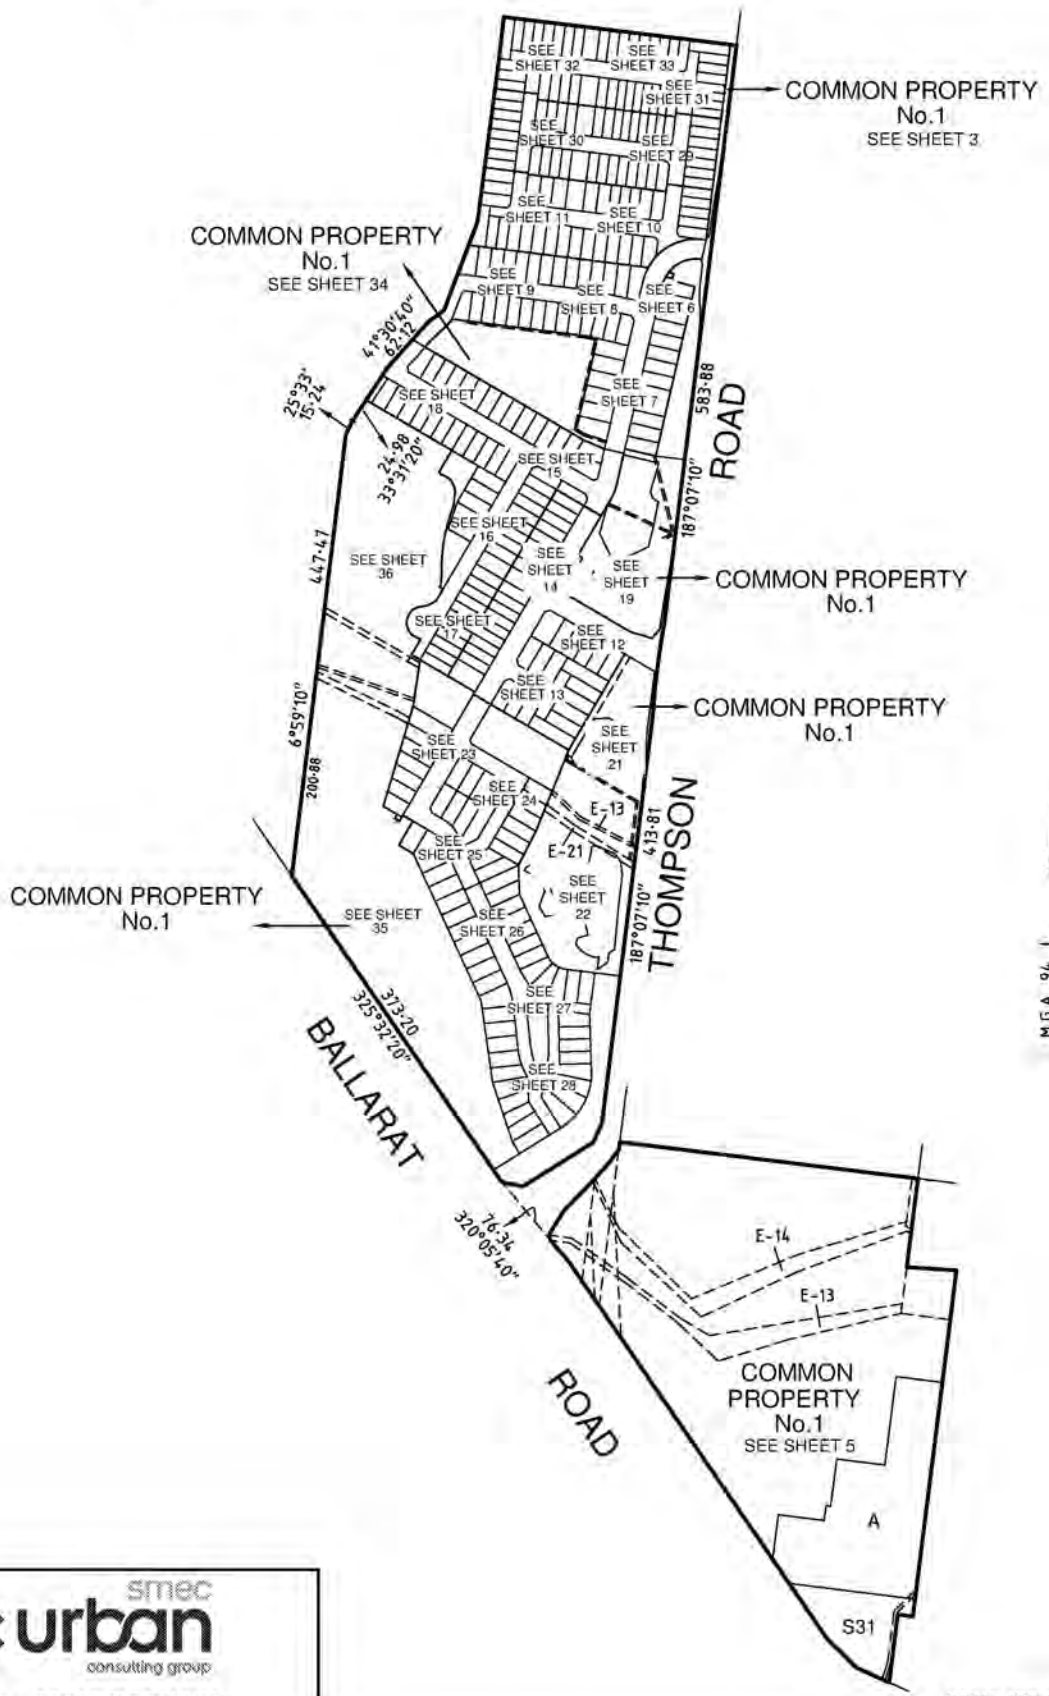 SEE
SHEET 32
SEE
SHEET 33
SEE
SHEET 31
COMMON PROPERTY
No.1
SEE SHEET 3
SEE
SHEET 30
SEE
SHEET 29
SEE
SHEET 11
SEE
SHEET 10
COMMON PROPERTY
No.1
SEE SHEET 34
SEE
SHEET 9
SEE
SHEET 8
SEE
SHEET 6
41°30'40"
62·12
SEE
SHEET 7
583·88
ROAD
25°33'
15·24
SEE SHEET
18
24·98
33°31'20"
SEE SHEET
15
187°07'10"
SEE SHEET
16
447·47
SEE SHEET
36
SEE
SHEET
14
SEE
SHEET
19
COMMON PROPERTY
No.1
SEE SHEET
17
SEE
SHEET 12
SEE
SHEET 13
COMMON PROPERTY
No.1
6°59'10"
200·88
SEE
SHEET 23
SEE
SHEET
21
SEE
SHEET 24
E-13
E-21
413·81
THOMPSON
187°07'10"
SEE
SHEET 25
SEE
SHEET
22
COMMON PROPERTY
No.1
SEE SHEET
35
SEE
SHEET 26
373·20
325°32'20"
SEE
SHEET 27
MGA 94
BALLARAT
SEE
SHEET 28
76·34
320°05'40"
E-14
E-13
ROAD
COMMON
PROPERTY
No.1
SEE SHEET 5
A
S31
smec
urban
consulting group